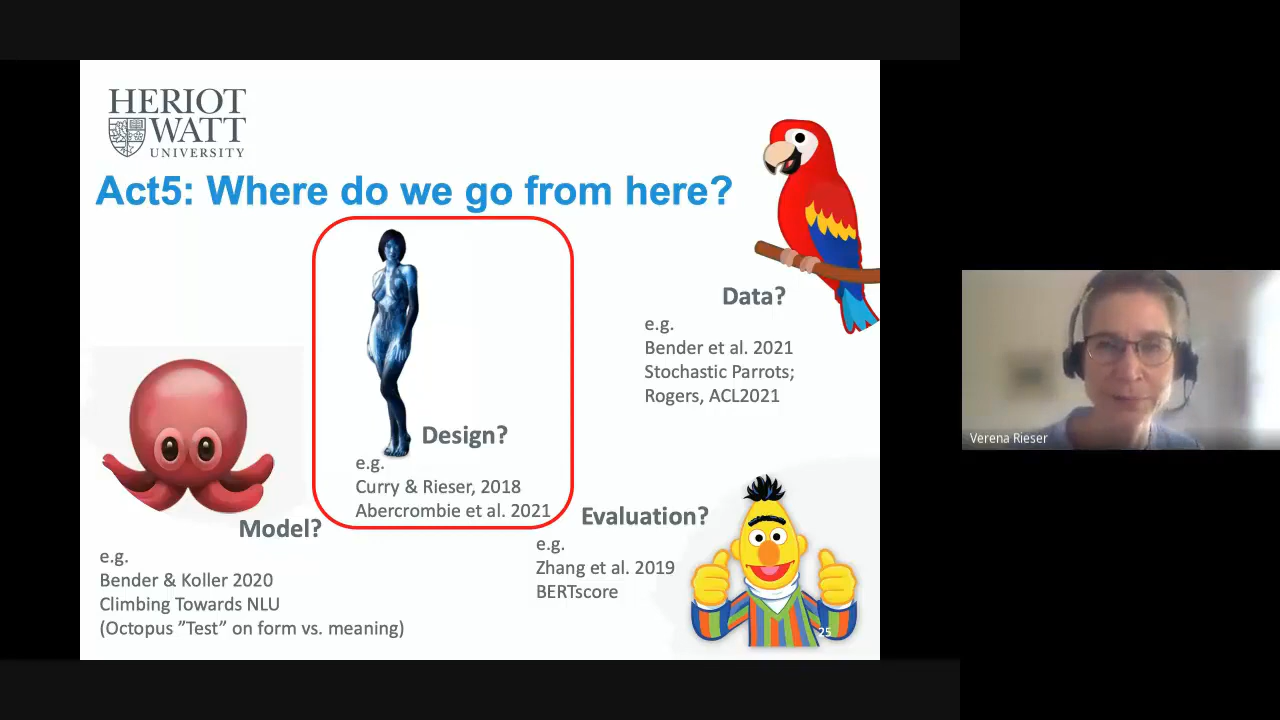 HERIOT
WATT
UNIVERSITY
Act5: Where do we go from here?
Data?
e.g.
Bender et al. 2021
Stochastic Parrots;
Rogers, ACL2021
Design?
e.g.
Curry & Rieser, 2018
Abercrombie et al. 2021
Model?
e.g.
Bender & Koller 2020
Climbing Towards NLU
(Octopus ”Test” on form vs. meaning)
Evaluation?
e.g.
Zhang et al. 2019
BERTscore
25
Verena Rieser